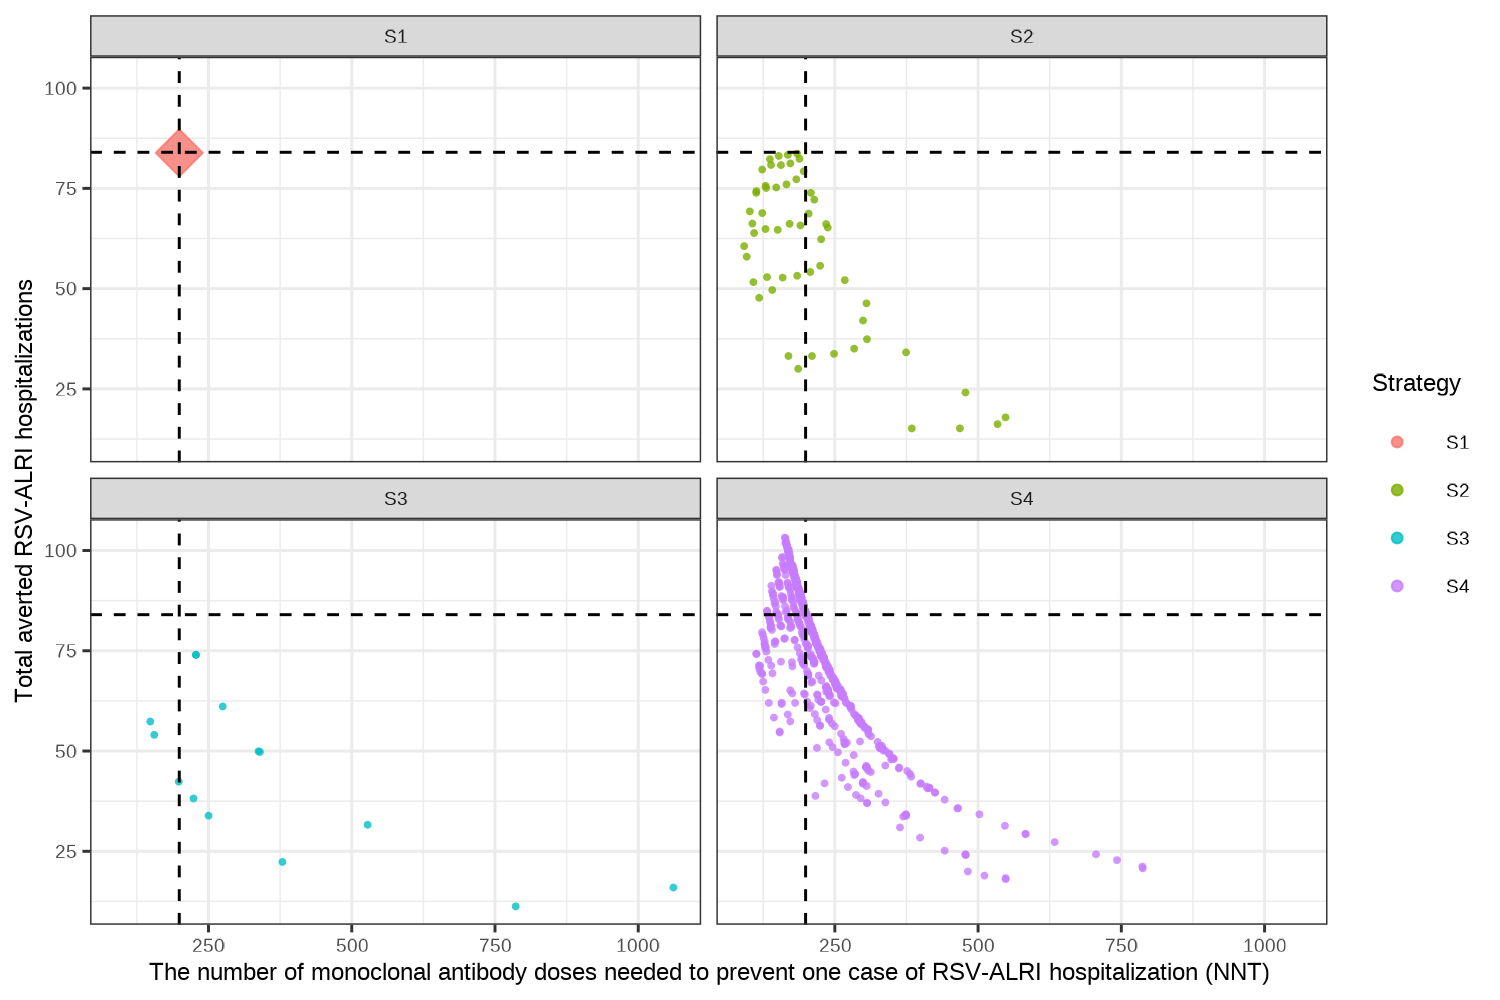 S1
S2
100
75
50
25
S3
S4
100
75
50
25
250
500
750
1000
250
500
750
1000
The number of monoclonal antibody doses needed to prevent one case of RSV-ALRI hospitalization (NNT)
Total averted RSV-ALRI hospitalizations
Strategy
S1
S2
S3
S4